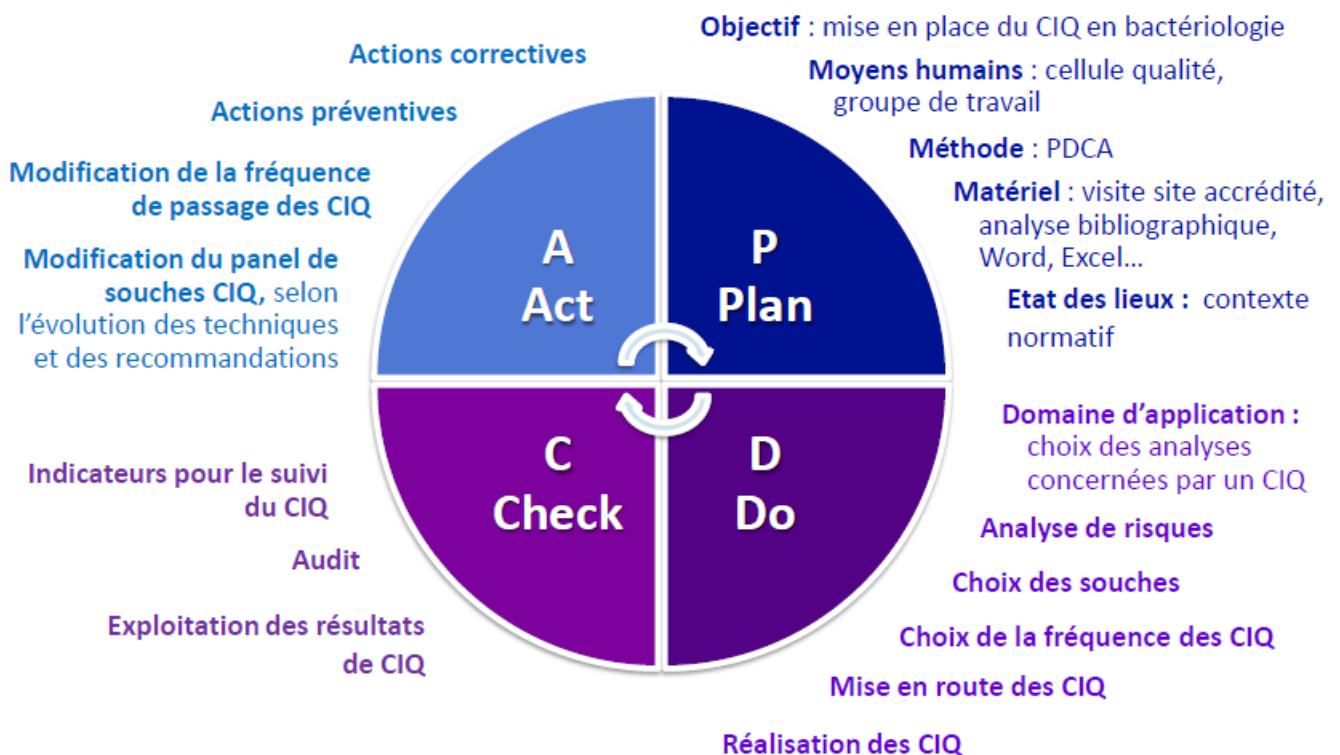 Objectif : mise en place du CIQ en bactériologie
Moyens humains : cellule qualité,
groupe de travail
Méthode : PDCA
Matériel : visite site accrédité,
analyse bibliographique,
Word, Excel...
Etat des lieux : contexte
normatif
P
Plan
Domaine d’application :
choix des analyses
concernées par un CIQ
Analyse de risques
Choix des souches
Choix de la fréquence des CIQ
Mise en route des CIQ
Réalisation des CIQ
D
Do
Indicateurs pour le suivi
du CIQ
Audit
Exploitation des résultats
de CIQ
C
Check
Actions correctives
Actions préventives
Modification de la fréquence
de passage des CIQ
Modification du panel de
souches CIQ, selon
l’évolution des techniques
et des recommandations
A
Act